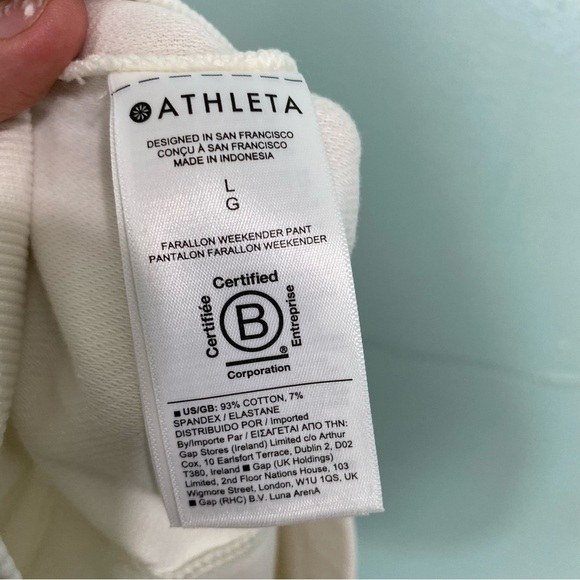 ATHLETA
DESIGNED IN SAN FRANCISCO
CONÇU À SAN FRANCISCO
MADE IN INDONESIA
L
G
FARALLON WEEKENDER PANT
PANTALON FARALLON WEEKENDER
Certified
Certifiée
B
Entreprise
®
Corporation
■ US/GB: 93% COTTON, 7%
SPANDEX / ELASTANE
DISTRIBUIDO POR / Imported
By/Importe Par / ΕΙΣΑΓΕΤΑΙ ΑΠΟ ΤΗΝ:
Gap Stores (Ireland) Limited c/o Arthur
Cox, 10 Earlsfort Terrace, Dublin 2, D02
T380, Ireland ■ Gap (UK Holdings)
Limited, 2nd Floor Nations House, 103
Wigmore Street, London, W1U 1QS, UK
■ Gap (RHC) B.V. Luna ArenA